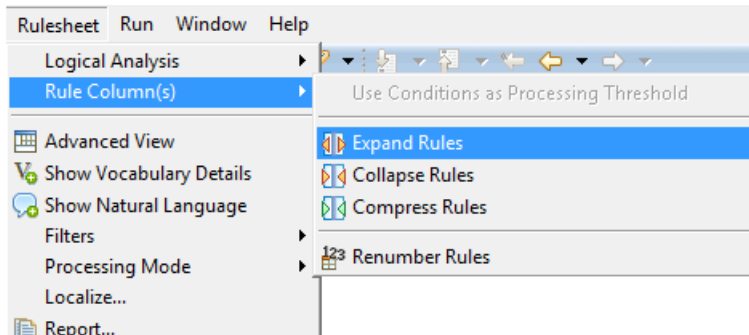 Rulesheet Run Window Help
Logical Analysis
Rule Column(s)
Use Conditions as Processing Threshold
Advanced View
Expand Rules
Show Vocabulary Details
Collapse Rules
Show Natural Language
Compress Rules
Filters
Processing Mode
123 Renumber Rules
Localize...
Report...